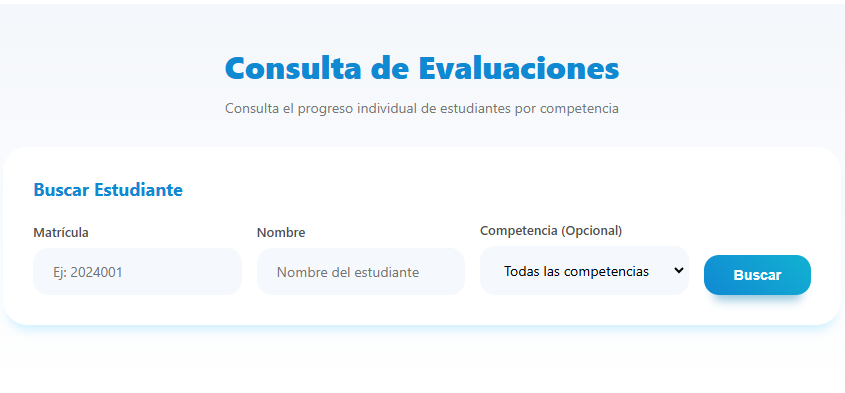 Consulta de Evaluaciones
Consulta el progreso individual de estudiantes por competencia
Buscar Estudiante
Matrícula
Nombre
Competencia (Opcional)
Ej: 2024001
Nombre del estudiante
Todas las competencias
Buscar